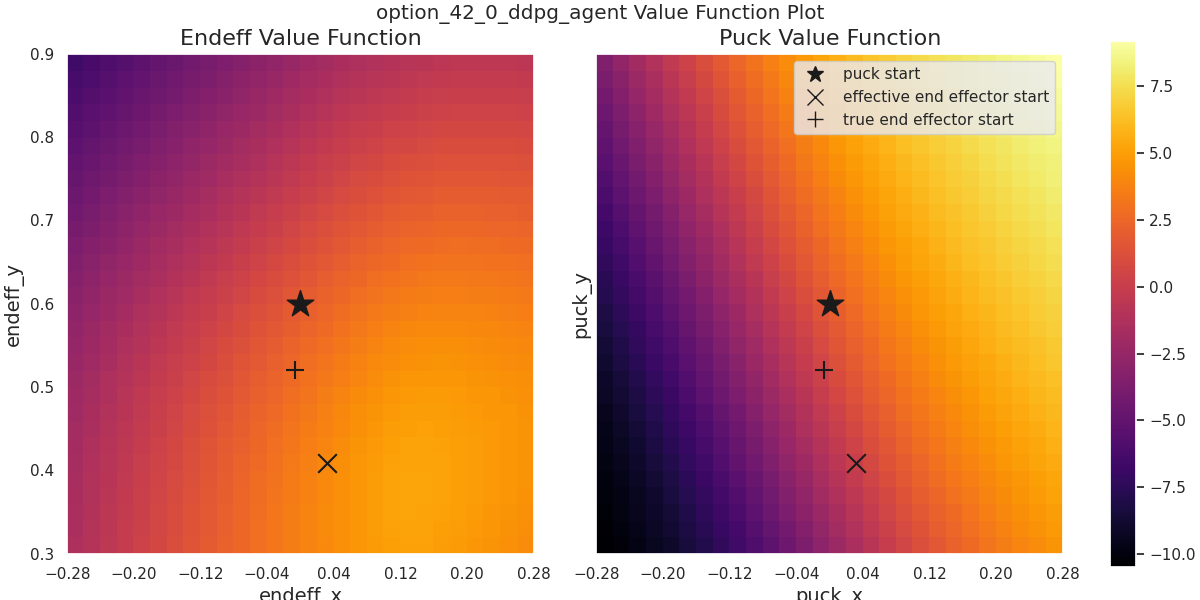 option_42_0_ddpg_agent Value Function Plot
Endeff Value Function
Puck Value Function
0.9
0.8
0.7
0.6
0.5
0.4
0.3
endeff_y
−0.28 −0.20 −0.12 −0.04 0.04 0.12 0.20 0.28
endeff_x
puck_y
puck start
effective end effector start
true end effector start
−0.28 −0.20 −0.12 −0.04 0.04 0.12 0.20 0.28
puck_x
7.5
5.0
2.5
0.0
−2.5
−5.0
−7.5
−10.0